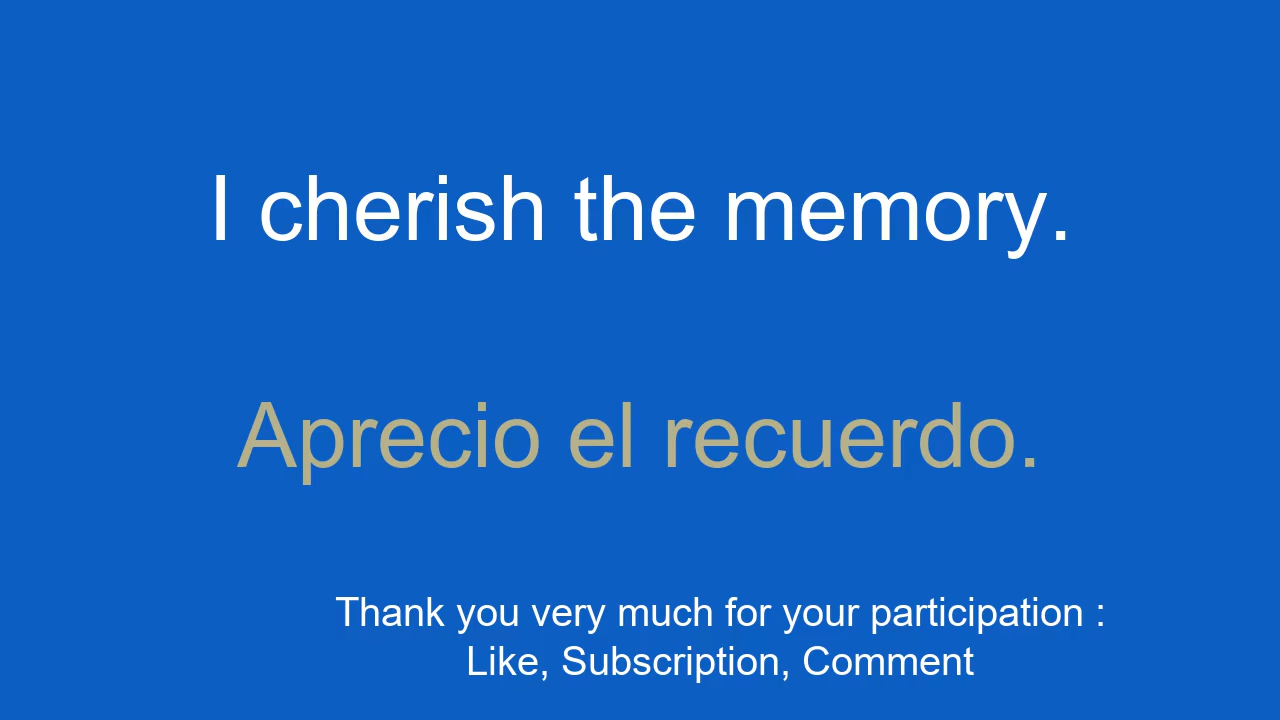 I cherish the memory.
Aprecio el recuerdo.
Thank you very much for your participation :
Like, Subscription, Comment